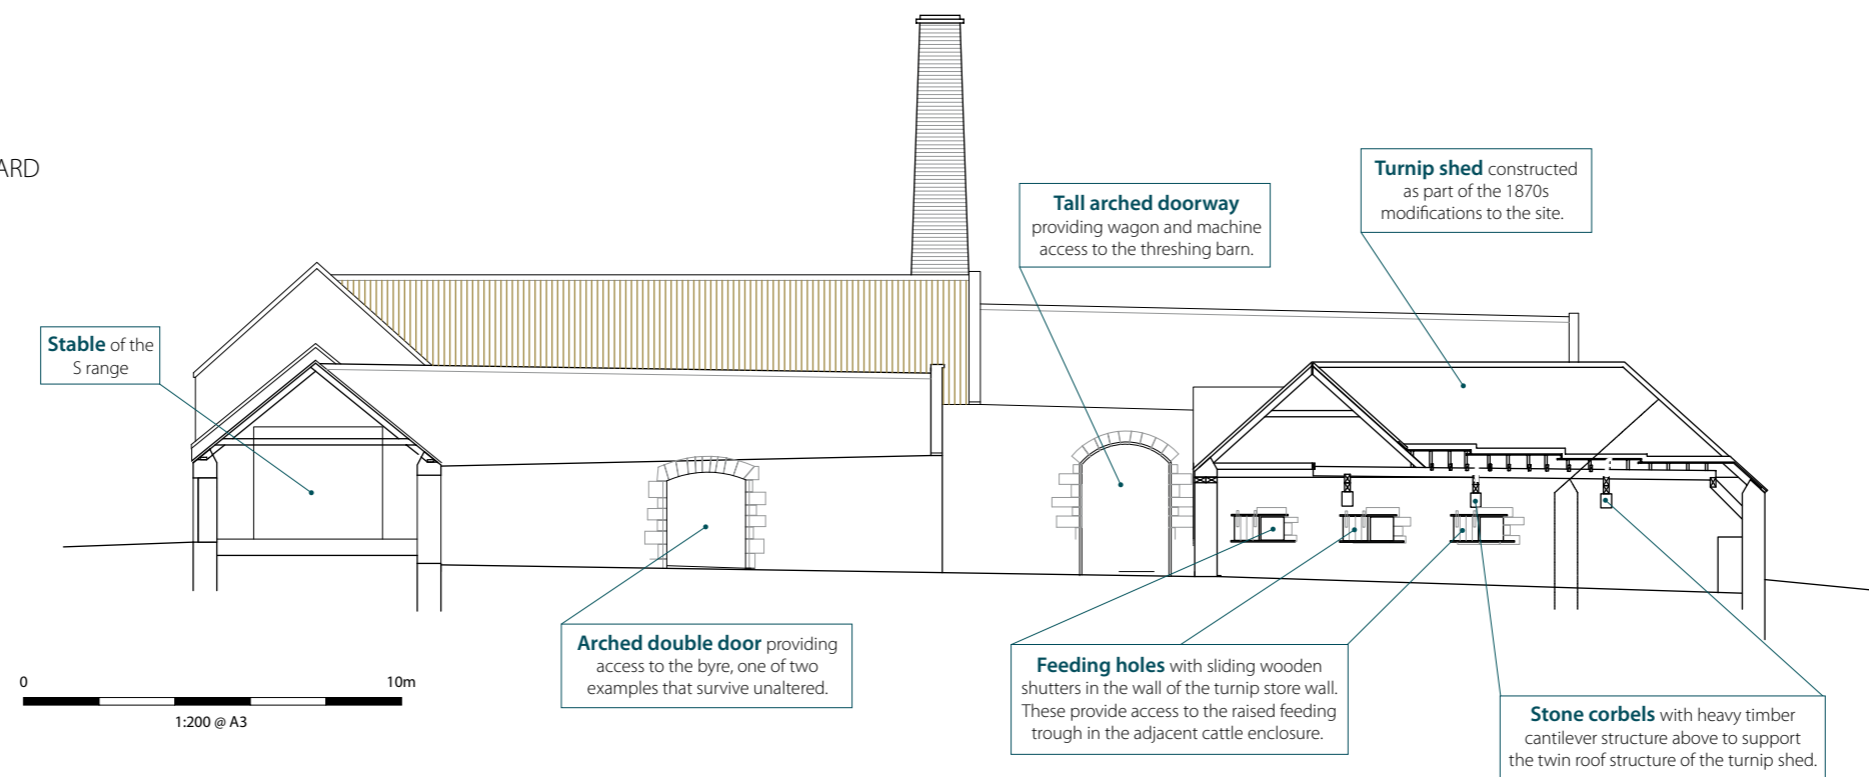 ARD
Tall arched doorway
providing wagon and machine
access to the threshing barn.
Turnip shed constructed
as part of the 1870s
modifications to the site.
Stable of the
S range
Arched double door providing
access to the byre, one of two
examples that survive unaltered.
Feeding holes with sliding wooden
shutters in the wall of the turnip store wall.
These provide access to the raised feeding
trough in the adjacent cattle enclosure.
Stone corbels with heavy timber
cantilever structure above to support
the twin roof structure of the turnip shed.
0 10m
1:200 @ A3